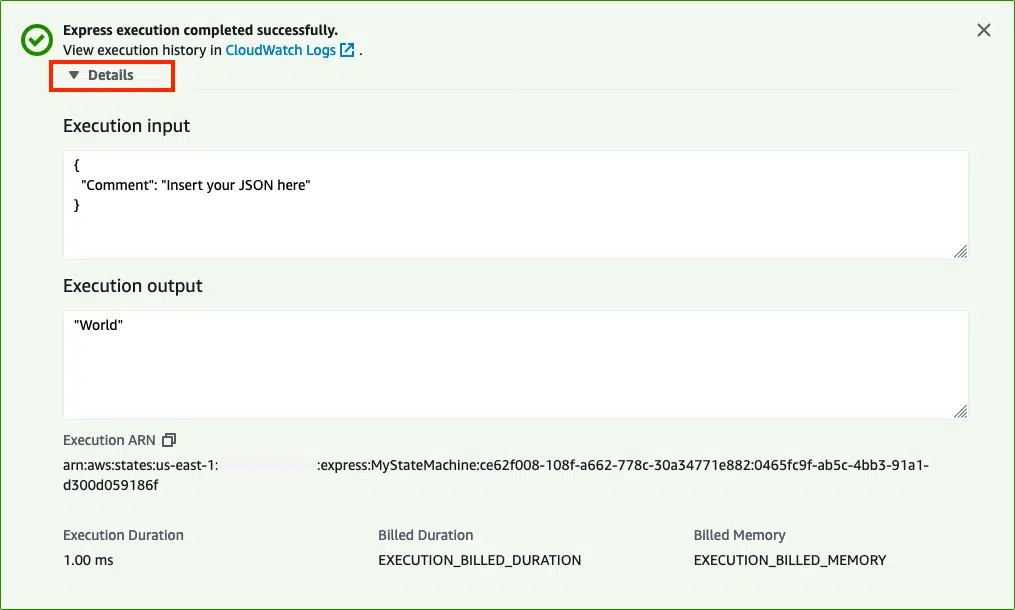 Express execution completed successfully.
View execution history in CloudWatch Logs .
Details
Execution input
{
"Comment": "Insert your JSON here"
}
Execution output
"World"
Execution ARN
arn:aws:states:us-east-1: :express:MyStateMachine:ce62f008-108f-a662-778c-30a34771e882:0465fc9f-ab5c-4bb3-91a1-
d300d059186f
Execution Duration Billed Duration Billed Memory
1.00 ms EXECUTION_BILLED_DURATION EXECUTION_BILLED_MEMORY